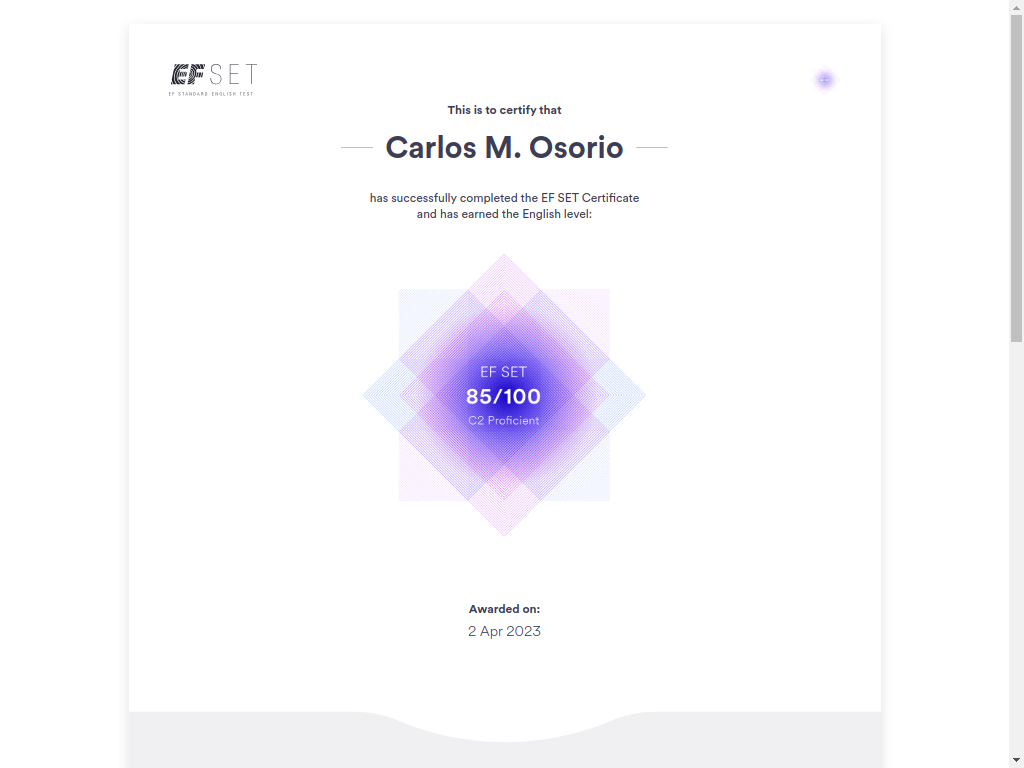 EF SET
EF STANDARD ENGLISH TEST
This is to certify that
Carlos M. Osorio
has successfully completed the EF SET Certificate
and has earned the English level:
EF SET
85/100
C2 Proficient
Awarded on:
2 Apr 2023